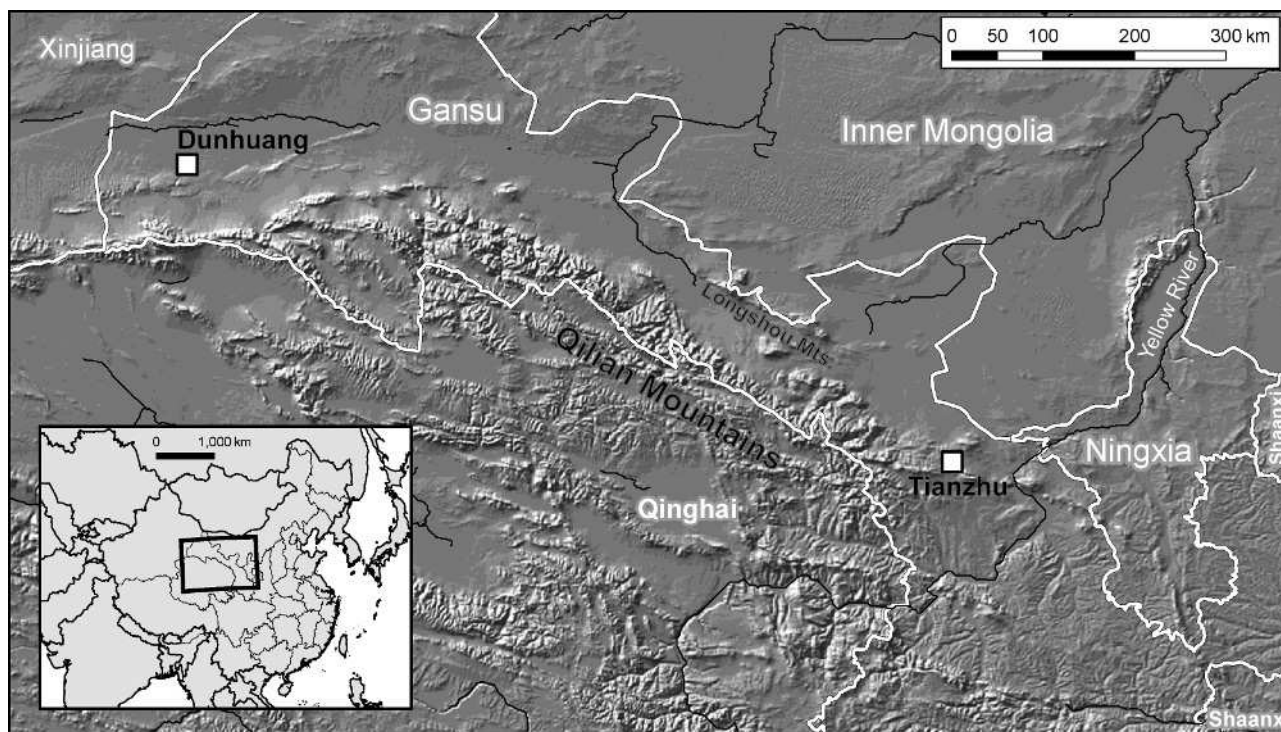 Xinjiang
0 50 100 200 300 km
Gansu
Inner Mongolia
Dunhuang
Longshou Mts
Yellow River
Qilian Mountains
Shaanxi
Ningxia
0 1,000 km
Tianzhu
Qinghai
Shaanx